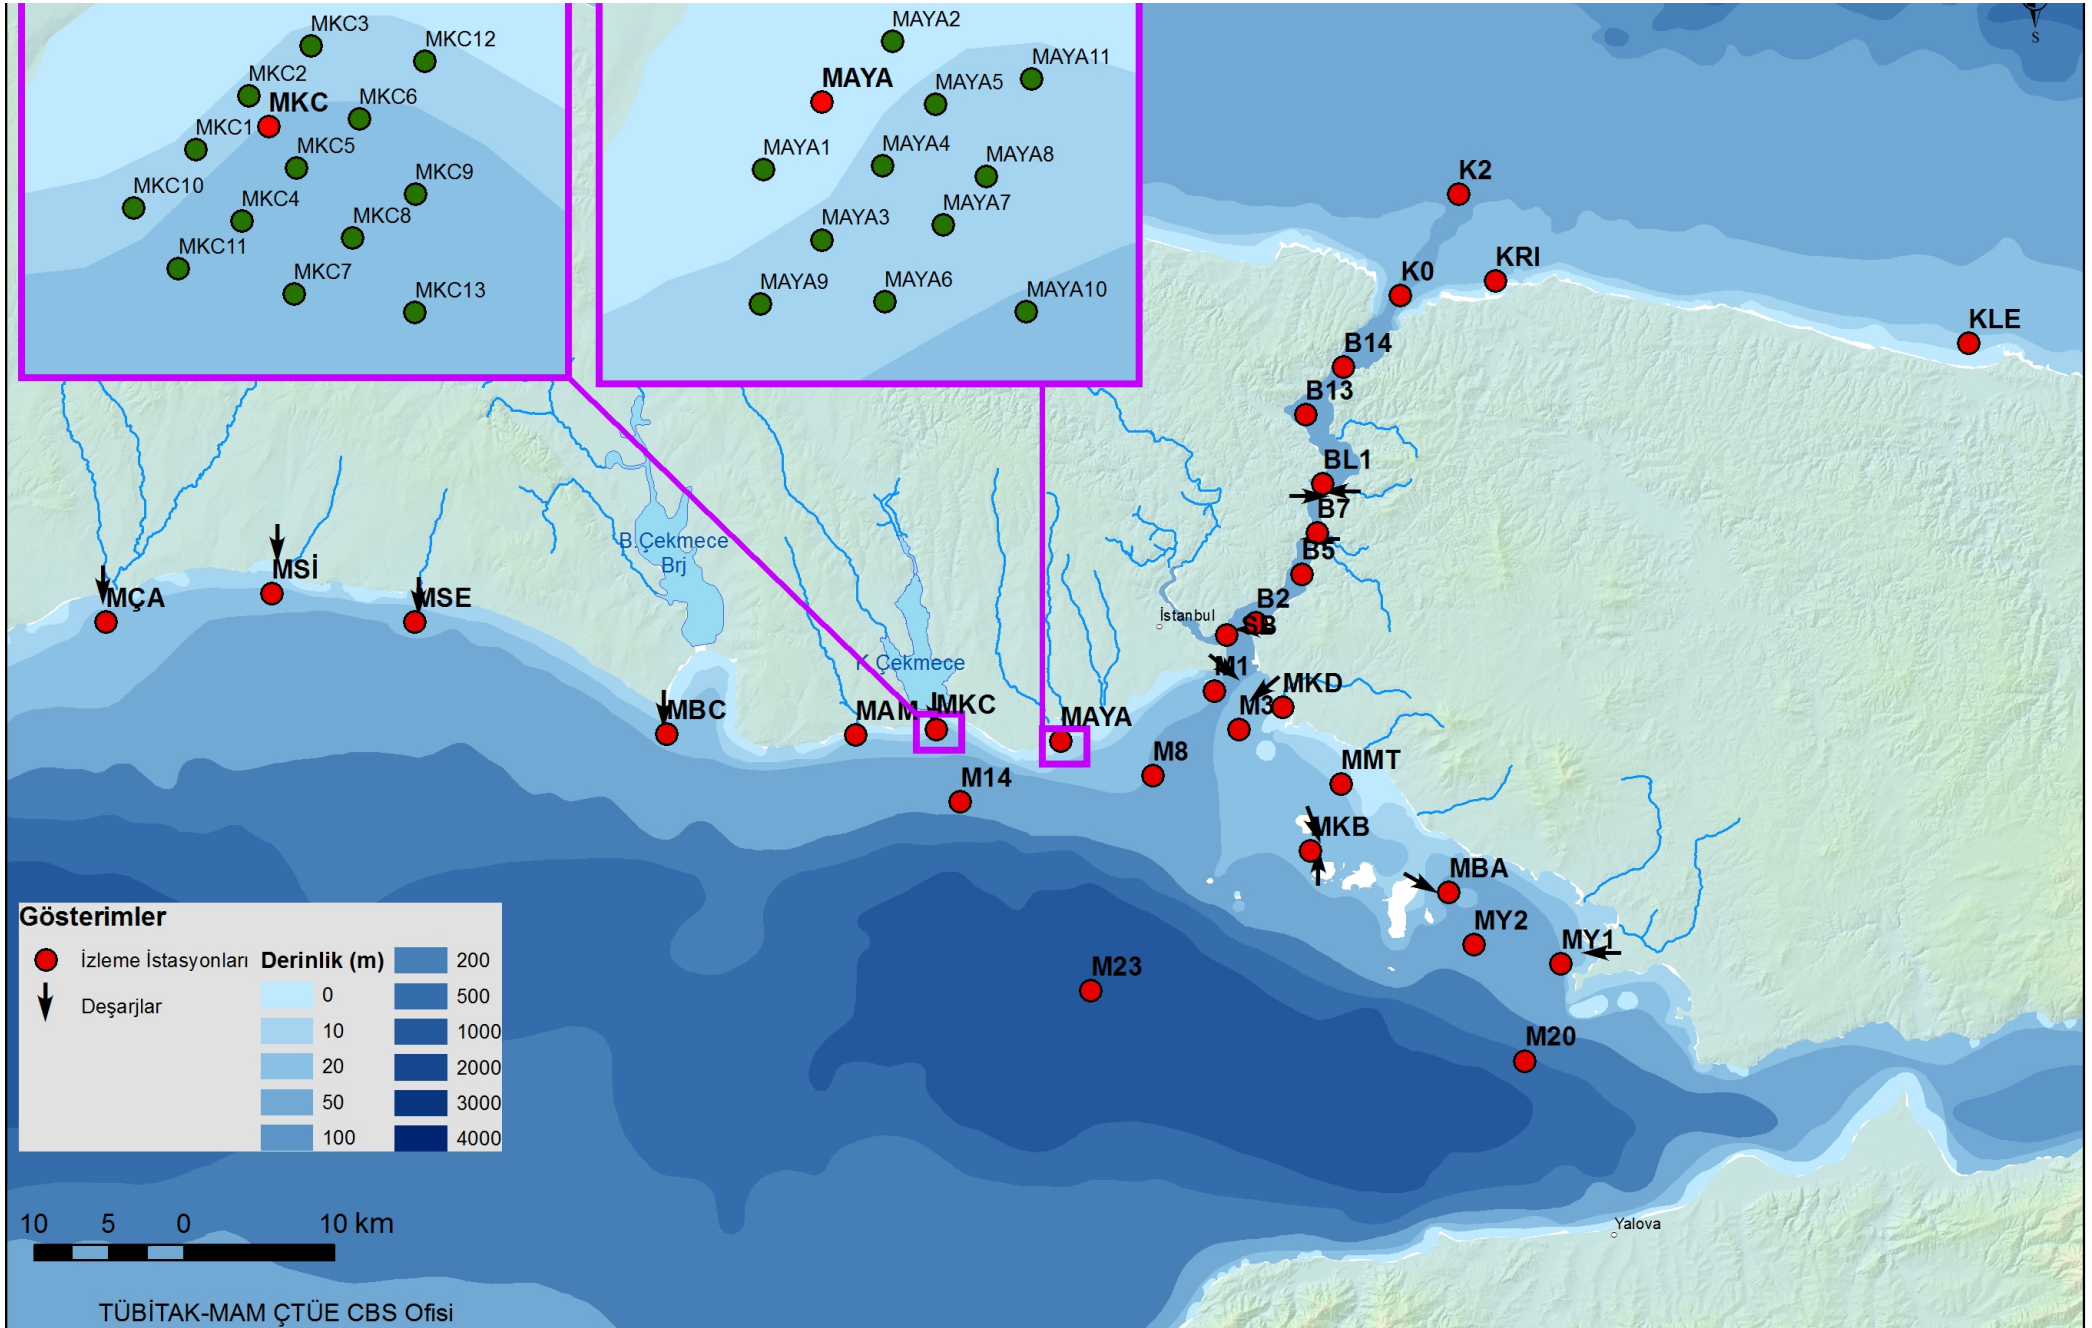 MKC3
MKC12
MKC2
MKC
MKC6
MKC1
MKC5
MKC10
MKC4
MKC9
MKC8
MKC11
MKC7
MKC13
MAYA2
MAYA
MAYA11
MAYA5
MAYA1
MAYA4
MAYA8
MAYA3
MAYA7
MAYA9
MAYA6
MAYA10
S
K2
KRI
K0
KLE
B14
B13
BL1
B7
B5
B2
SB
İstanbul
B.Çekmece
Brj
K.Çekmece
MÇA
MSİ
MSE
MBC
MAM
MKC
MAYA
M1
MKD
M3
M8
M14
MMT
MKB
MBA
MY2
MY1
M23
M20
Yalova
Gösterimler
İzleme İstasyonları
Deşarjlar
Derinlik (m)
0
10
20
50
100
200
500
1000
2000
3000
4000
10 5 0 10 km
TÜBİTAK-MAM ÇTÜE CBS Ofisi